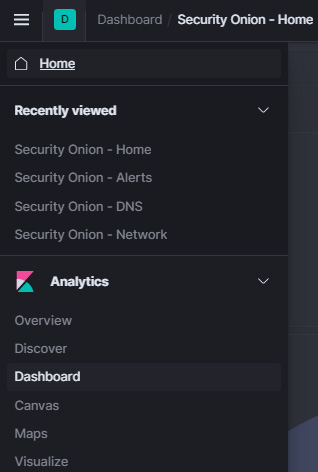 D Dashboard / Security Onion - Home
Home
Recently viewed
Security Onion - Home
Security Onion - Alerts
Security Onion - DNS
Security Onion - Network
Analytics
Overview
Discover
Dashboard
Canvas
Maps
Visualize